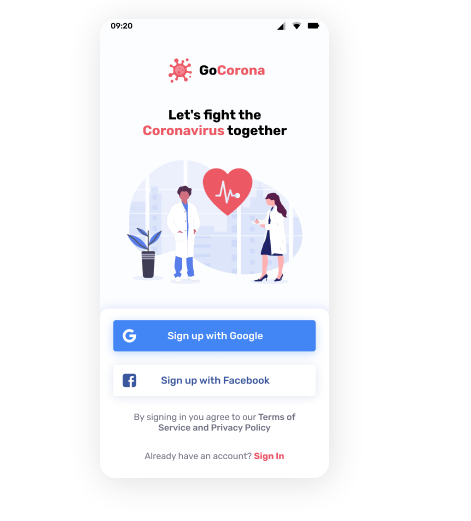 09:20
GoCorona
Let's fight the
Coronavirus together
Sign up with Google
Sign up with Facebook
By signing in you agree to our Terms of
Service and Privacy Policy
Already have an account? Sign In